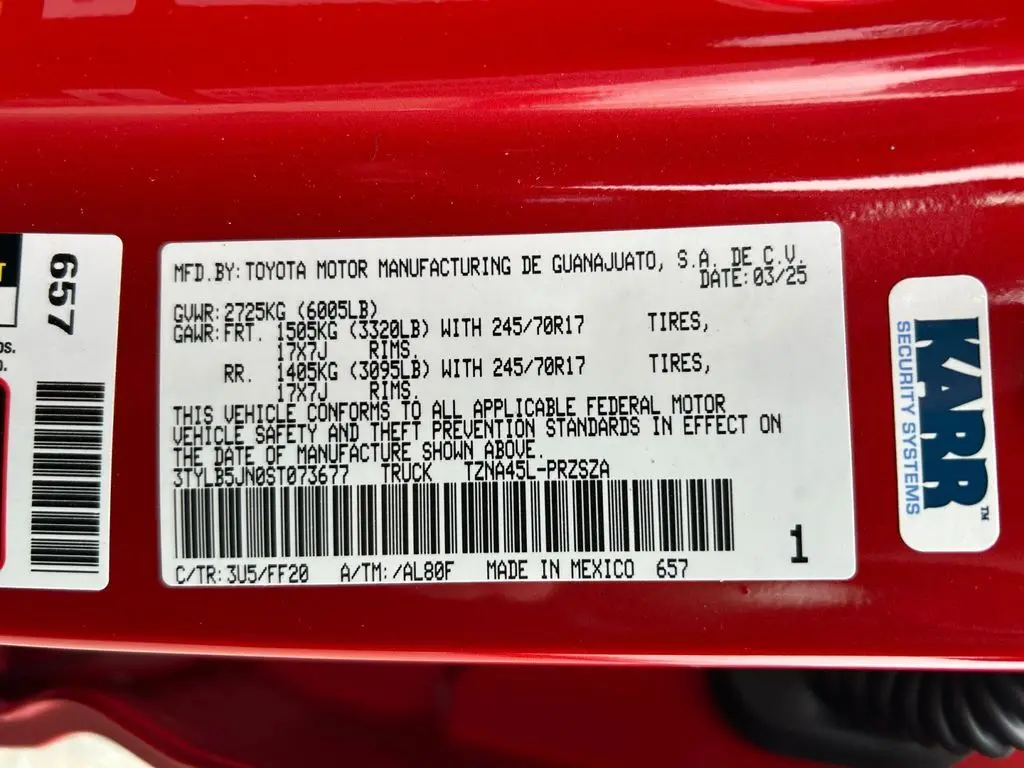 657
MFD.BY: TOYOTA MOTOR MANUFACTURING DE GUANAJUATO, S.A. DE C.V.
DATE: 03/25
GVWR: 2725KG (6005LB)
GAWR: FRT. 1505KG (3320LB) WITH 245/70R17 TIRES,
17X7J RIMS.
RR. 1405KG (3095LB) WITH 245/70R17 TIRES,
17X7J RIMS.
THIS VEHICLE CONFORMS TO ALL APPLICABLE FEDERAL MOTOR
VEHICLE SAFETY AND THEFT PREVENTION STANDARDS IN EFFECT ON
THE DATE OF MANUFACTURE SHOWN ABOVE.
3TYLB5JN0ST073677 TRUCK TZNA45L-PRZSZA
1
C/TR: 3U5/FF20 A/TM: /AL80F MADE IN MEXICO 657
KARR™
SECURITY SYSTEMS